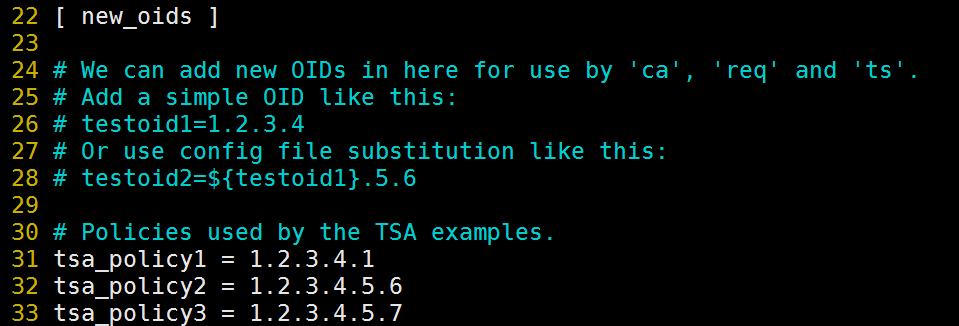 22 [ new_oids ]
23
24 # We can add new OIDs in here for use by 'ca', 'req' and 'ts'.
25 # Add a simple OID like this:
26 # testoid1=1.2.3.4
27 # Or use config file substitution like this:
28 # testoid2=${testoid1}.5.6
29
30 # Policies used by the TSA examples.
31 tsa_policy1 = 1.2.3.4.1
32 tsa_policy2 = 1.2.3.4.5.6
33 tsa_policy3 = 1.2.3.4.5.7